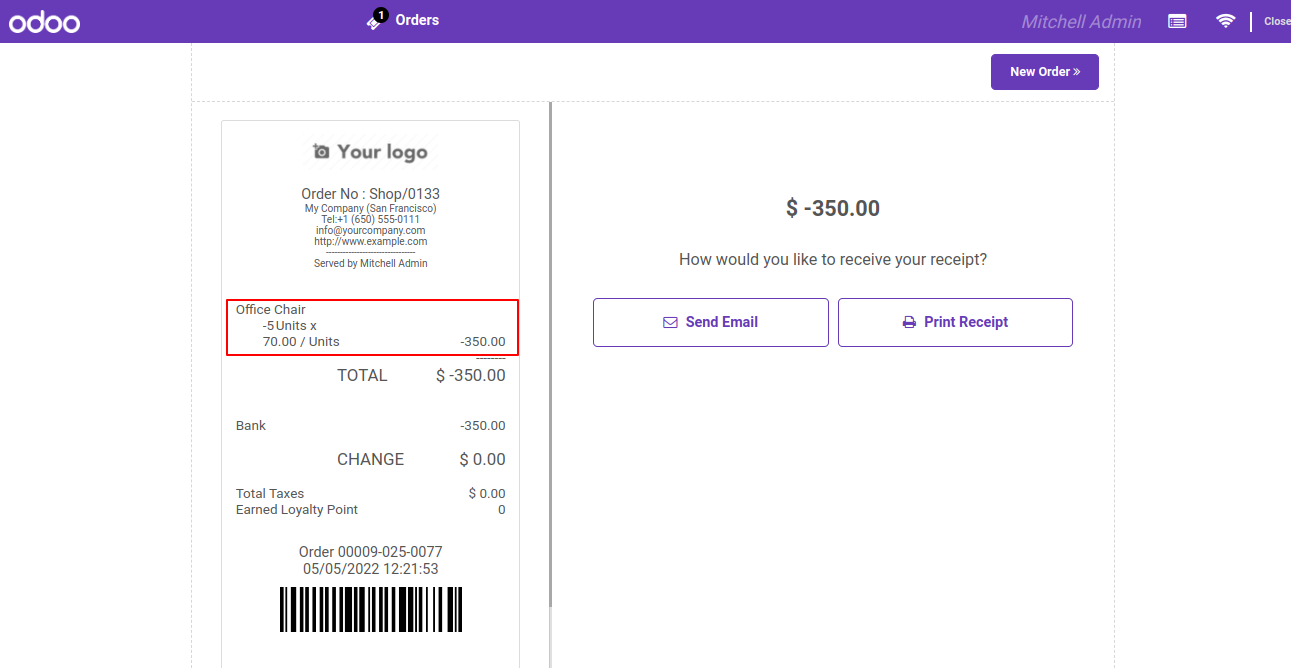 odoo
1 Orders
Mitchell Admin
Close
New Order »
Your logo
Order No : Shop/0133
My Company (San Francisco)
Tel:+1 (650) 555-0111
info@yourcompany.com
http://www.example.com
--------------------------------
Served by Mitchell Admin
Office Chair
-5 Units x
70.00 / Units -350.00
--------
TOTAL $ -350.00
Bank -350.00
CHANGE $ 0.00
Total Taxes $ 0.00
Earned Loyalty Point 0
Order 00009-025-0077
05/05/2022 12:21:53
$ -350.00
How would you like to receive your receipt?
Send Email
Print Receipt